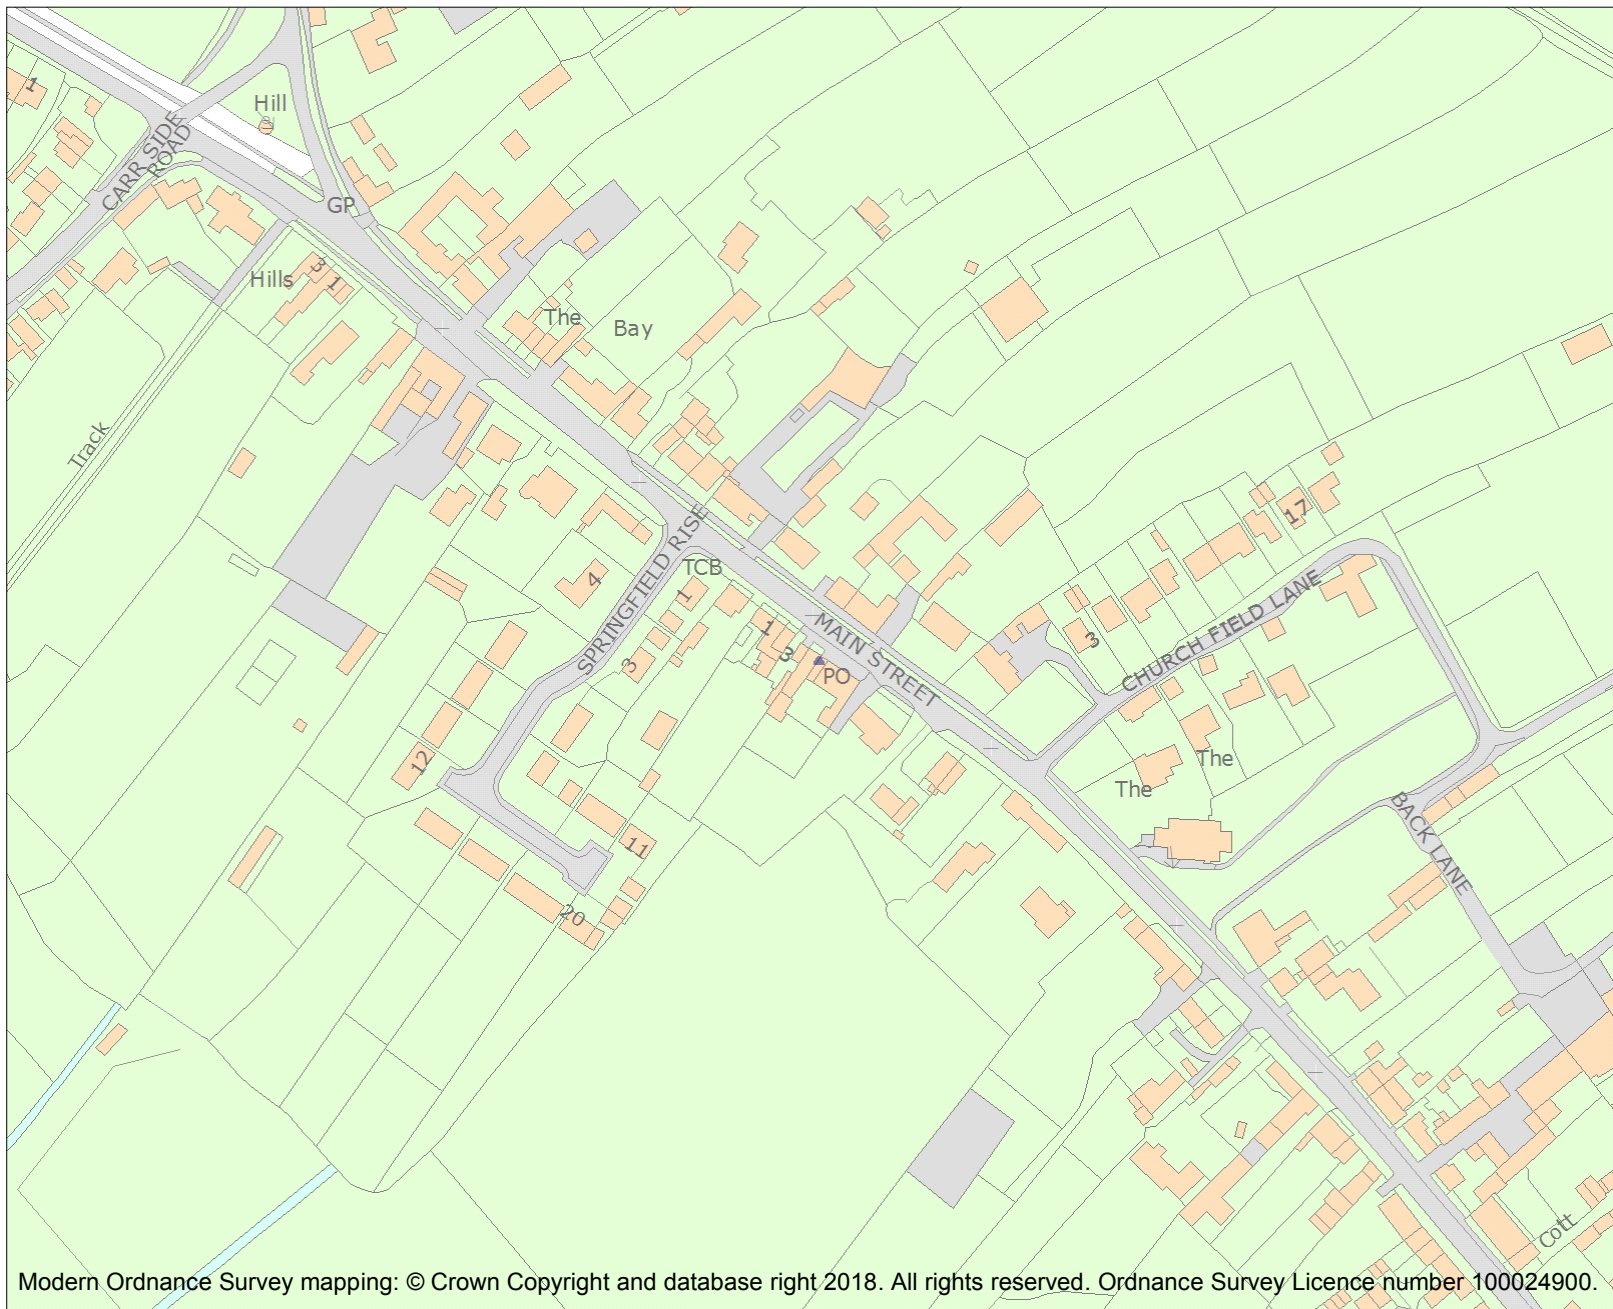 1
Hill
CARR SIDE
ROAD
GP
Hills
3
1
The
Bay
Track
SPRINGFIELD RISE
TCB
4
1
3
1
3
PO
MAIN STREET
17
3
CHURCH FIELD LANE
The
The
12
11
20
BACK LANE
Cott
Modern Ordnance Survey mapping: © Crown Copyright and database right 2018. All rights reserved. Ordnance Survey Licence number 100024900.